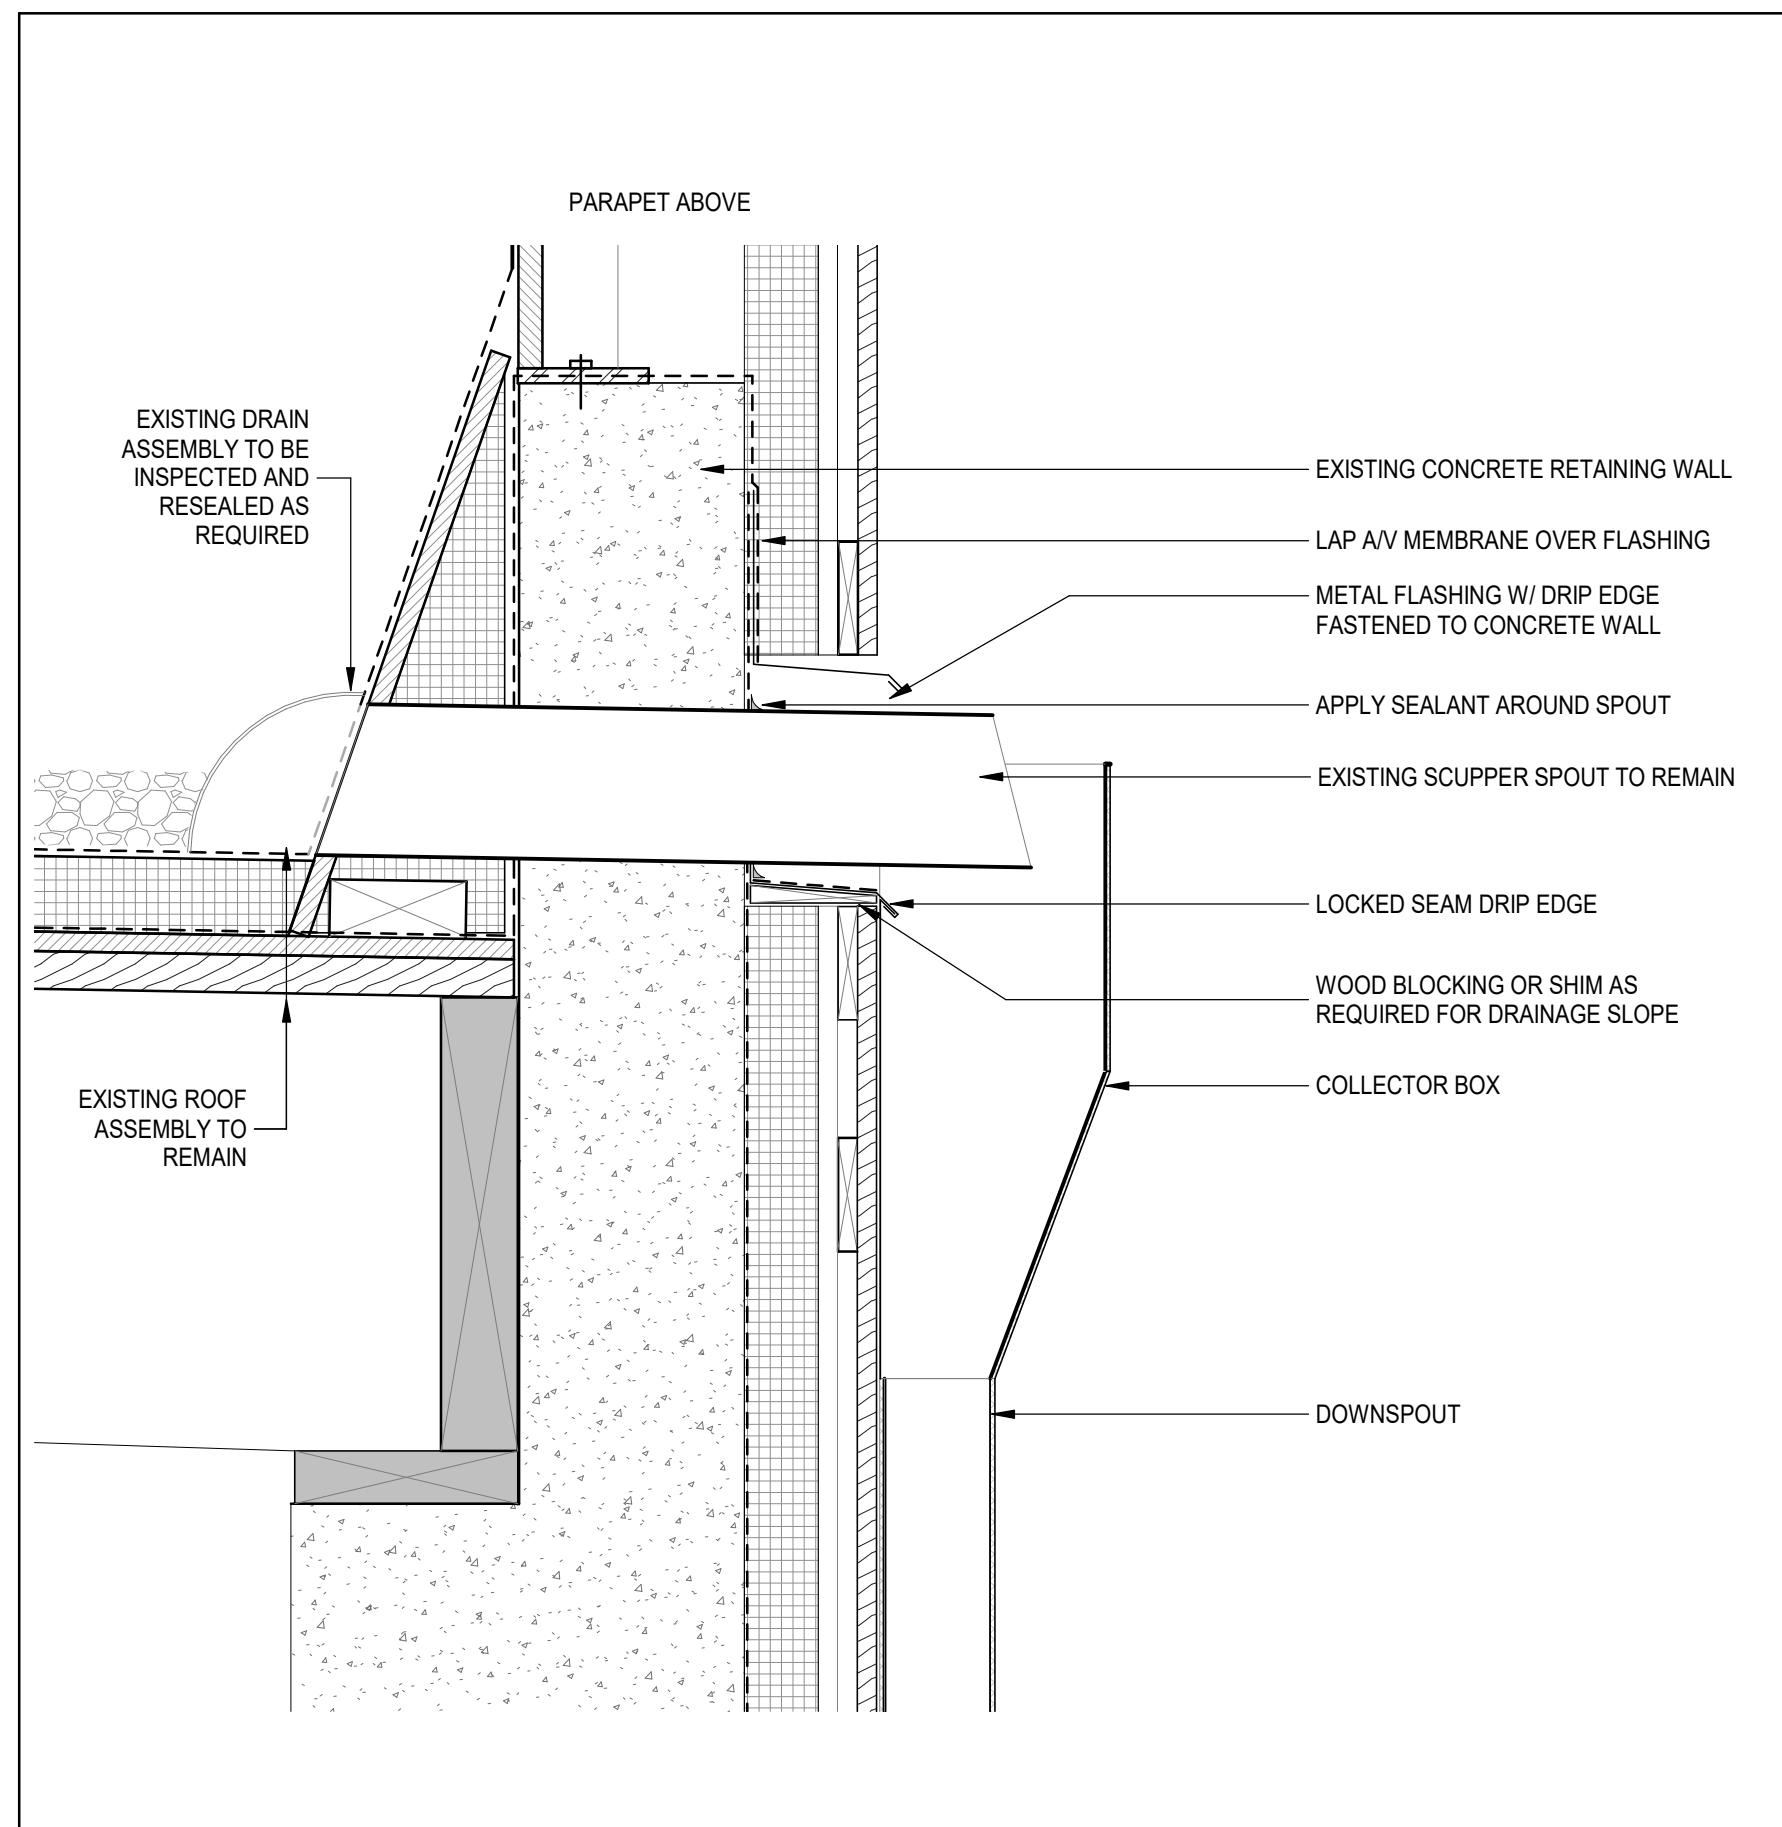 PARAPET ABOVE
EXISTING DRAIN
ASSEMBLY TO BE
INSPECTED AND
RESEALED AS
REQUIRED
EXISTING CONCRETE RETAINING WALL
LAP A/V MEMBRANE OVER FLASHING
METAL FLASHING W/ DRIP EDGE
FASTENED TO CONCRETE WALL
APPLY SEALANT AROUND SPOUT
EXISTING SCUPPER SPOUT TO REMAIN
LOCKED SEAM DRIP EDGE
WOOD BLOCKING OR SHIM AS
REQUIRED FOR DRAINAGE SLOPE
COLLECTOR BOX
EXISTING ROOF
ASSEMBLY TO
REMAIN
DOWNSPOUT